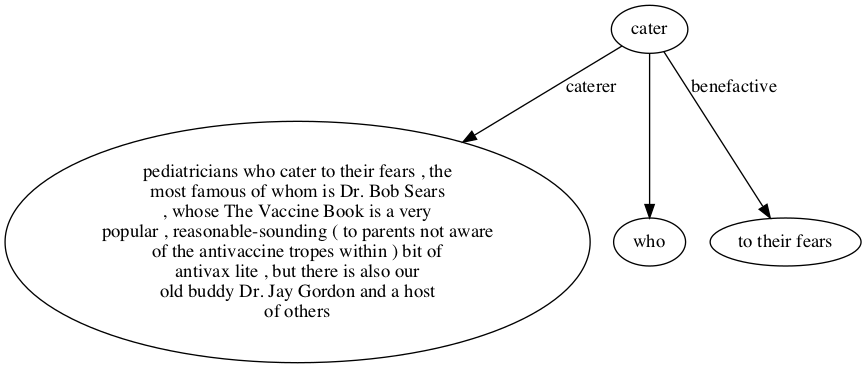 cater
caterer
benefactive
pediatricians who cater to their fears , the
most famous of whom is Dr. Bob Sears
, whose The Vaccine Book is a very
popular , reasonable-sounding ( to parents not aware
of the antivaccine tropes within ) bit of
antivax lite , but there is also our
old buddy Dr. Jay Gordon and a host
of others
who
to their fears